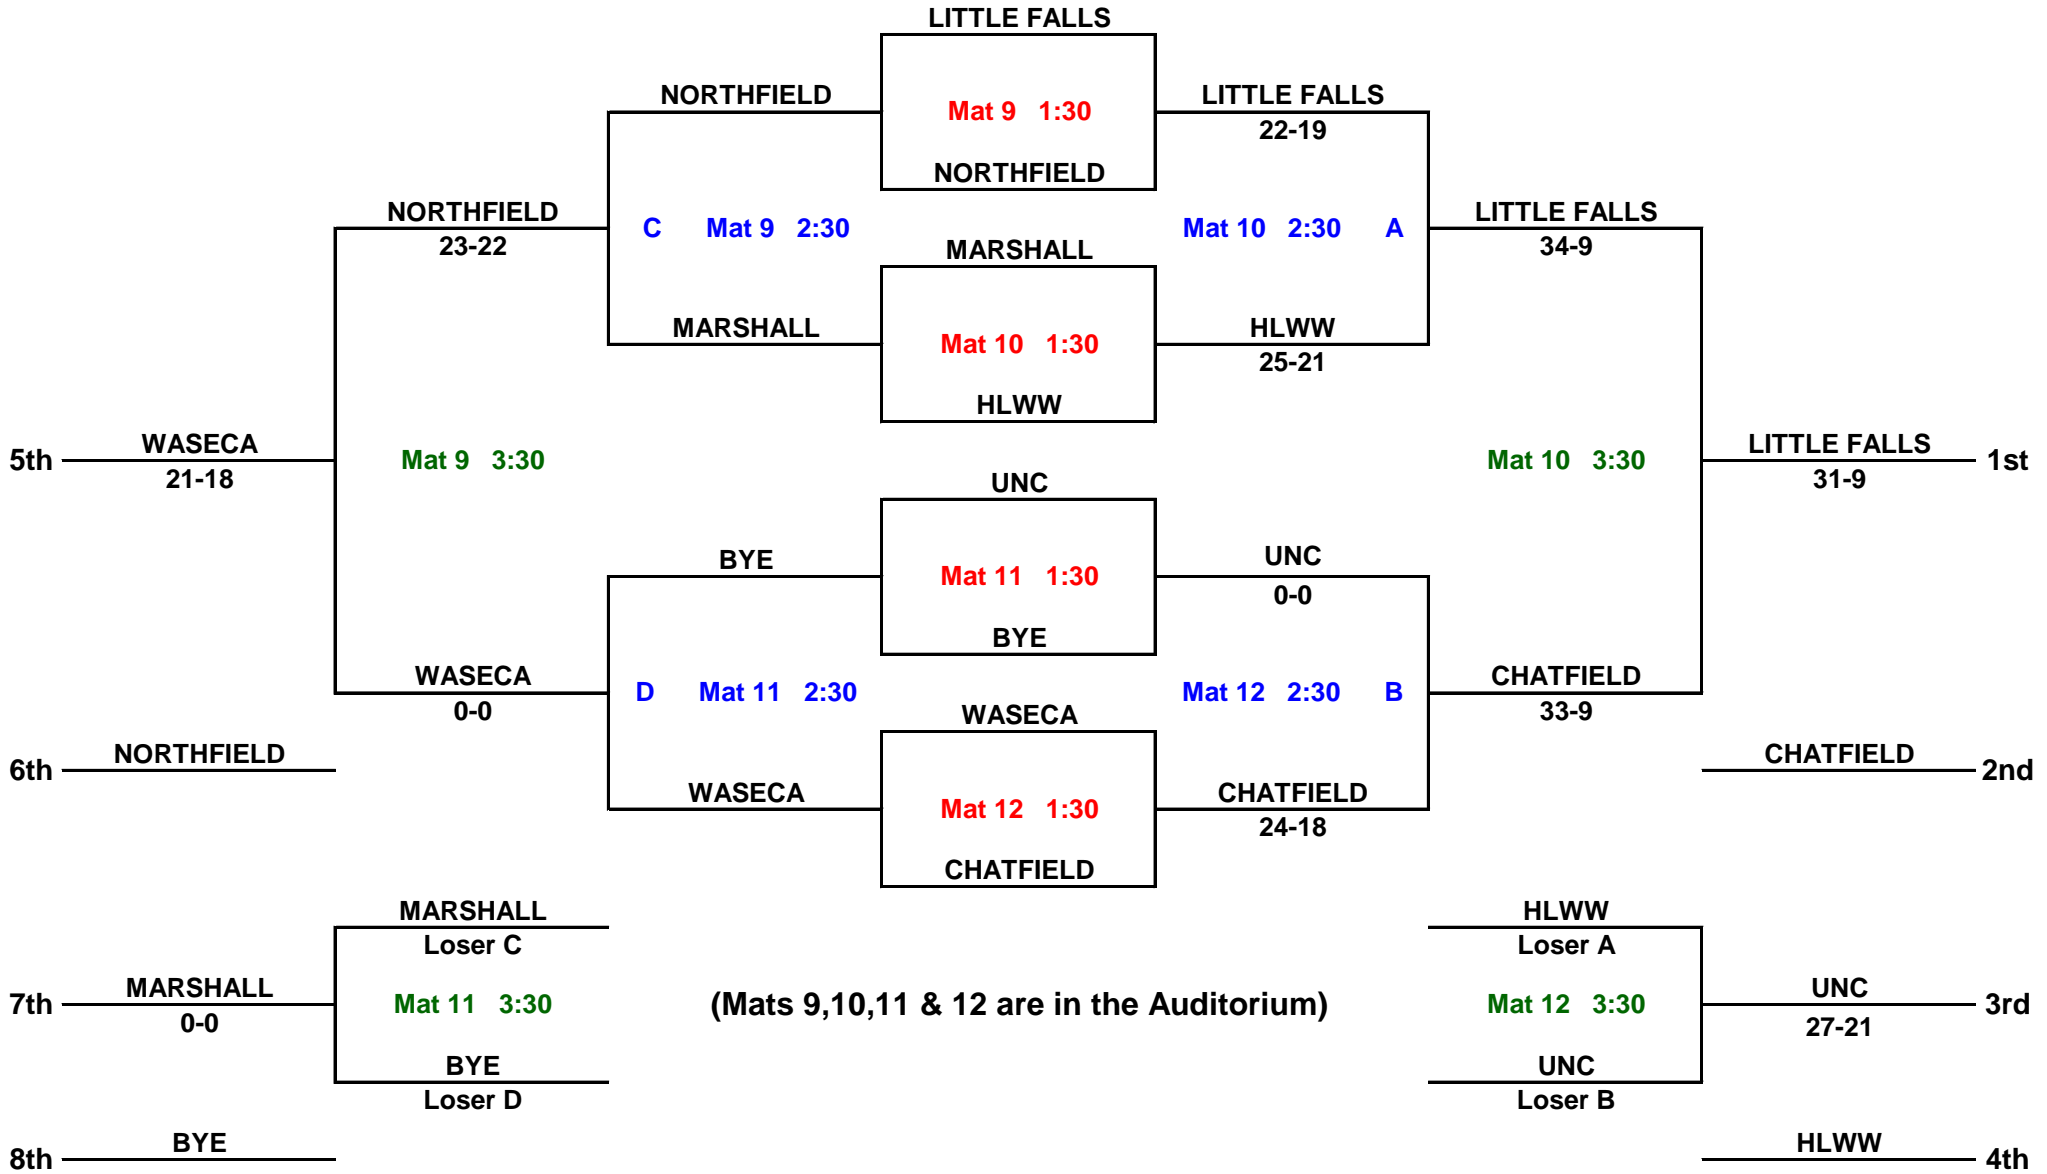 LITTLE FALLS
NORTHFIELD
Mat 9 1:30
LITTLE FALLS
22-19
NORTHFIELD
NORTHFIELD
23-22
C Mat 9 2:30
Mat 10 2:30 A
LITTLE FALLS
34-9
MARSHALL
MARSHALL
Mat 10 1:30
HLWW
25-21
HLWW
5th
WASECA
21-18
Mat 9 3:30
Mat 10 3:30
LITTLE FALLS
31-9
1st
UNC
BYE
Mat 11 1:30
UNC
0-0
BYE
WASECA
0-0
D Mat 11 2:30
Mat 12 2:30 B
CHATFIELD
33-9
WASECA
6th
NORTHFIELD
CHATFIELD
2nd
WASECA
Mat 12 1:30
CHATFIELD
24-18
CHATFIELD
MARSHALL
Loser C
HLWW
Loser A
7th
MARSHALL
0-0
Mat 11 3:30
(Mats 9,10,11 & 12 are in the Auditorium)
Mat 12 3:30
UNC
27-21
3rd
BYE
Loser D
UNC
Loser B
8th
BYE
HLWW
4th